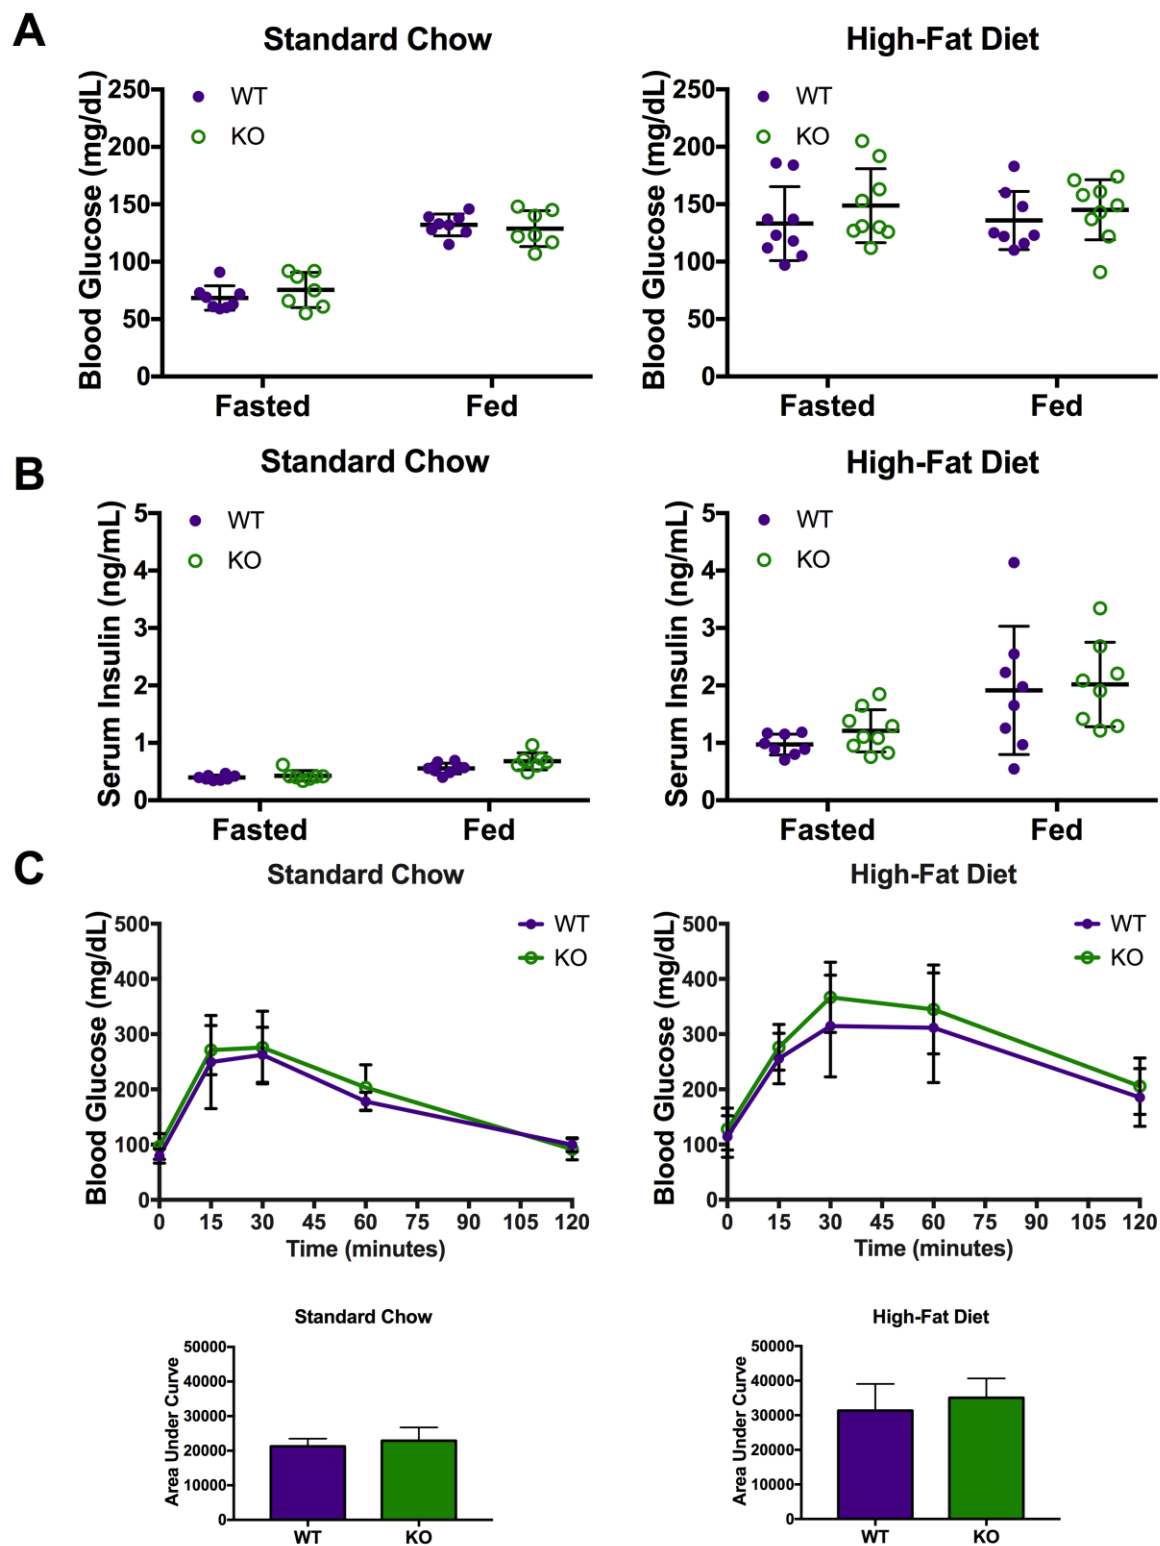 A
Standard Chow
High-Fat Diet
Blood Glucose (mg/dL)
250
200
150
100
50
0
WT
KO
Fasted
Fed
Blood Glucose (mg/dL)
250
200
150
100
50
0
WT
KO
Fasted
Fed
B
Standard Chow
High-Fat Diet
Serum Insulin (ng/mL)
5
4
3
2
1
0
WT
KO
Fasted
Fed
Serum Insulin (ng/mL)
5
4
3
2
1
0
WT
KO
Fasted
Fed
C
Standard Chow
High-Fat Diet
Blood Glucose (mg/dL)
500
400
300
200
100
0
WT
KO
0 15 30 45 60 75 90 105 120
Time (minutes)
Blood Glucose (mg/dL)
500
400
300
200
100
0
WT
KO
0 15 30 45 60 75 90 105 120
Time (minutes)
Standard Chow
Area Under Curve
50000
40000
30000
20000
10000
0
WT KO
High-Fat Diet
Area Under Curve
50000
40000
30000
20000
10000
0
WT KO